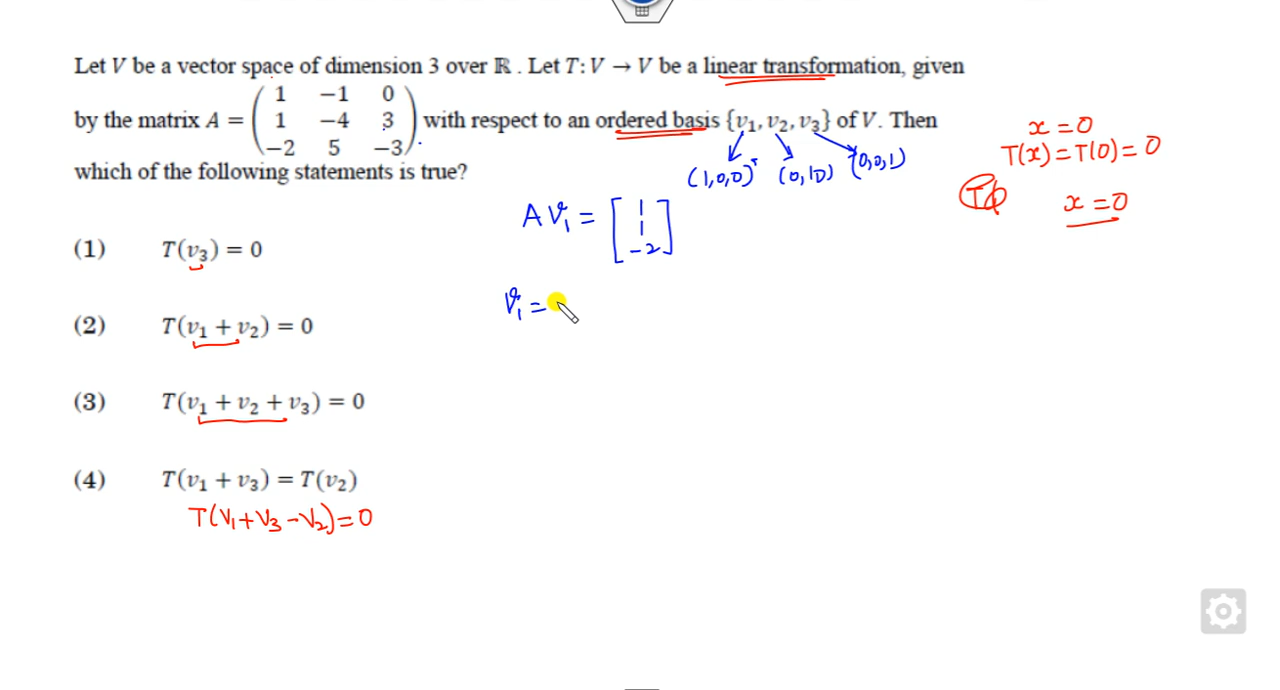 Let V be a vector space of dimension 3 over ℝ . Let T: V → V be a linear transformation, given
by the matrix A = ( 1 −1 0
1 −4 3
−2 5 −3 ) with respect to an ordered basis {v₁, v₂, v₃} of V. Then
which of the following statements is true?
(1,0,0)ᵀ (0,1,0) (0,0,1)
x = 0
T(x) = T(0) = 0
x = 0
A v₁ = [ 1
1
−2 ]
v₁ =
(1) T(v₃) = 0
(2) T(v₁ + v₂) = 0
(3) T(v₁ + v₂ + v₃) = 0
(4) T(v₁ + v₃) = T(v₂)
T(v₁ + v₃ − v₂) = 0